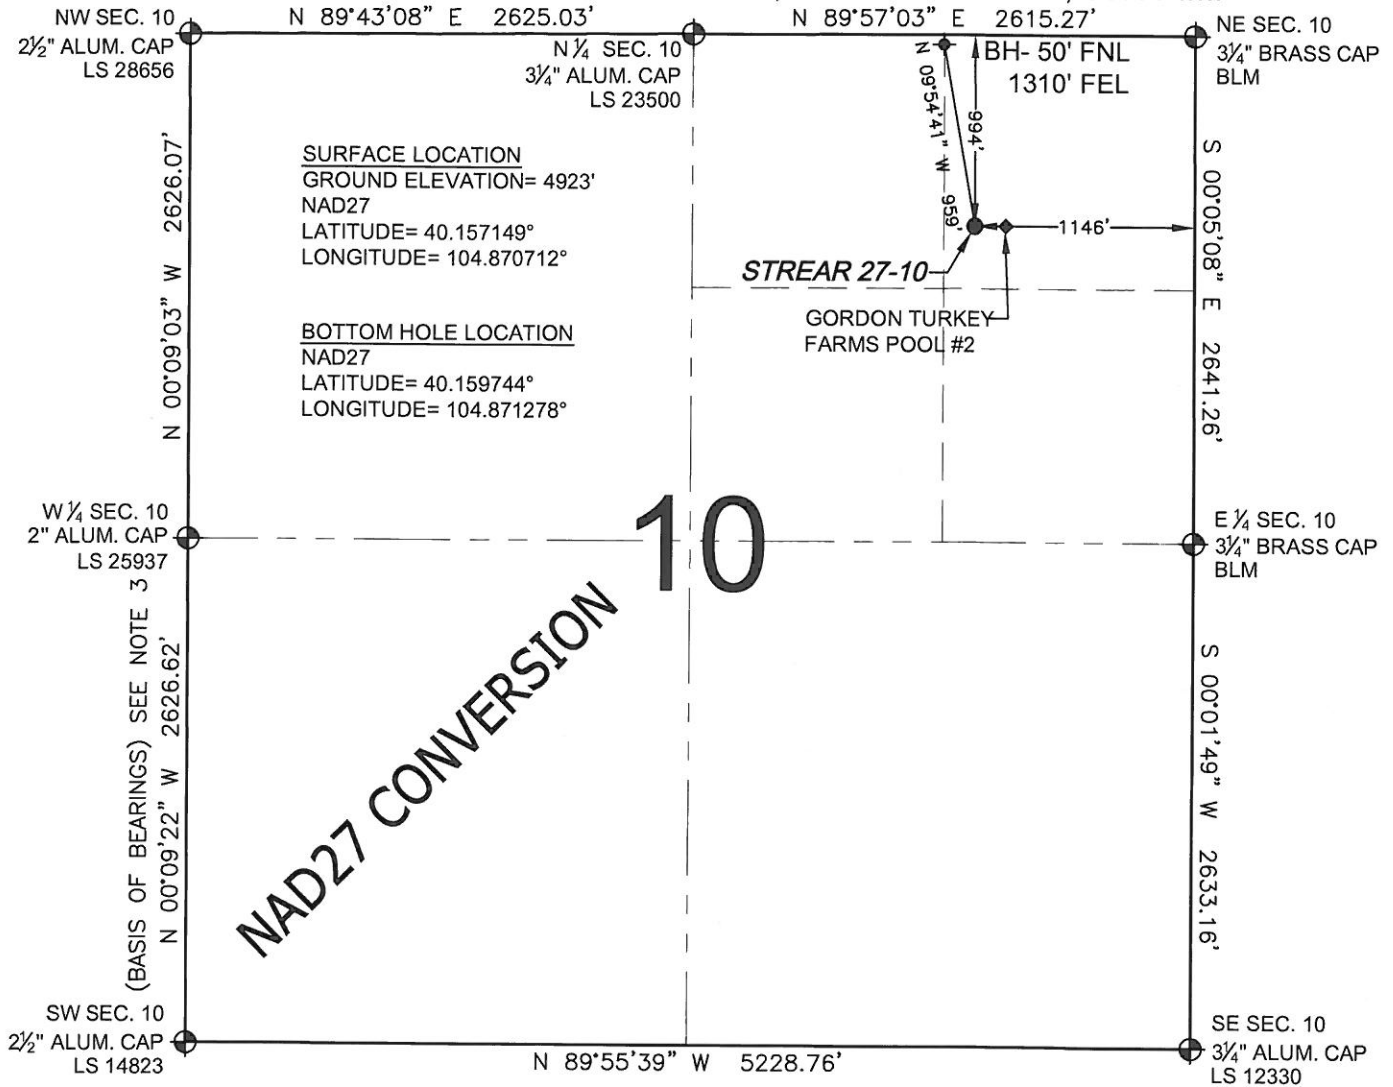 N 89°43'08" E 2625.03'
N 89°57'03" E 2615.27'
NW SEC. 10
2½" ALUM. CAP
LS 28656
N ¼ SEC. 10
3¼" ALUM. CAP
LS 23500
BH- 50' FNL
1310' FEL
NE SEC. 10
3¼" BRASS CAP
BLM
N 09°54'41" W 959'
994'
SURFACE LOCATION
GROUND ELEVATION= 4923'
NAD27
LATITUDE= 40.157149°
LONGITUDE= 104.870712°
N 00°09'03" W 2626.07'
S 00°05'08" E 2641.26'
1146'
STREAR 27-10
GORDON TURKEY
FARMS POOL #2
BOTTOM HOLE LOCATION
NAD27
LATITUDE= 40.159744°
LONGITUDE= 104.871278°
W ¼ SEC. 10
2" ALUM. CAP
LS 25937
10
E ¼ SEC. 10
3¼" BRASS CAP
BLM
(BASIS OF BEARINGS) SEE NOTE 3
N 00°09'22" W 2626.62'
NAD27 CONVERSION
S 00°01'49" W 2633.16'
SW SEC. 10
2½" ALUM. CAP
LS 14823
N 89°55'39" W 5228.76'
SE SEC. 10
3¼" ALUM. CAP
LS 12330